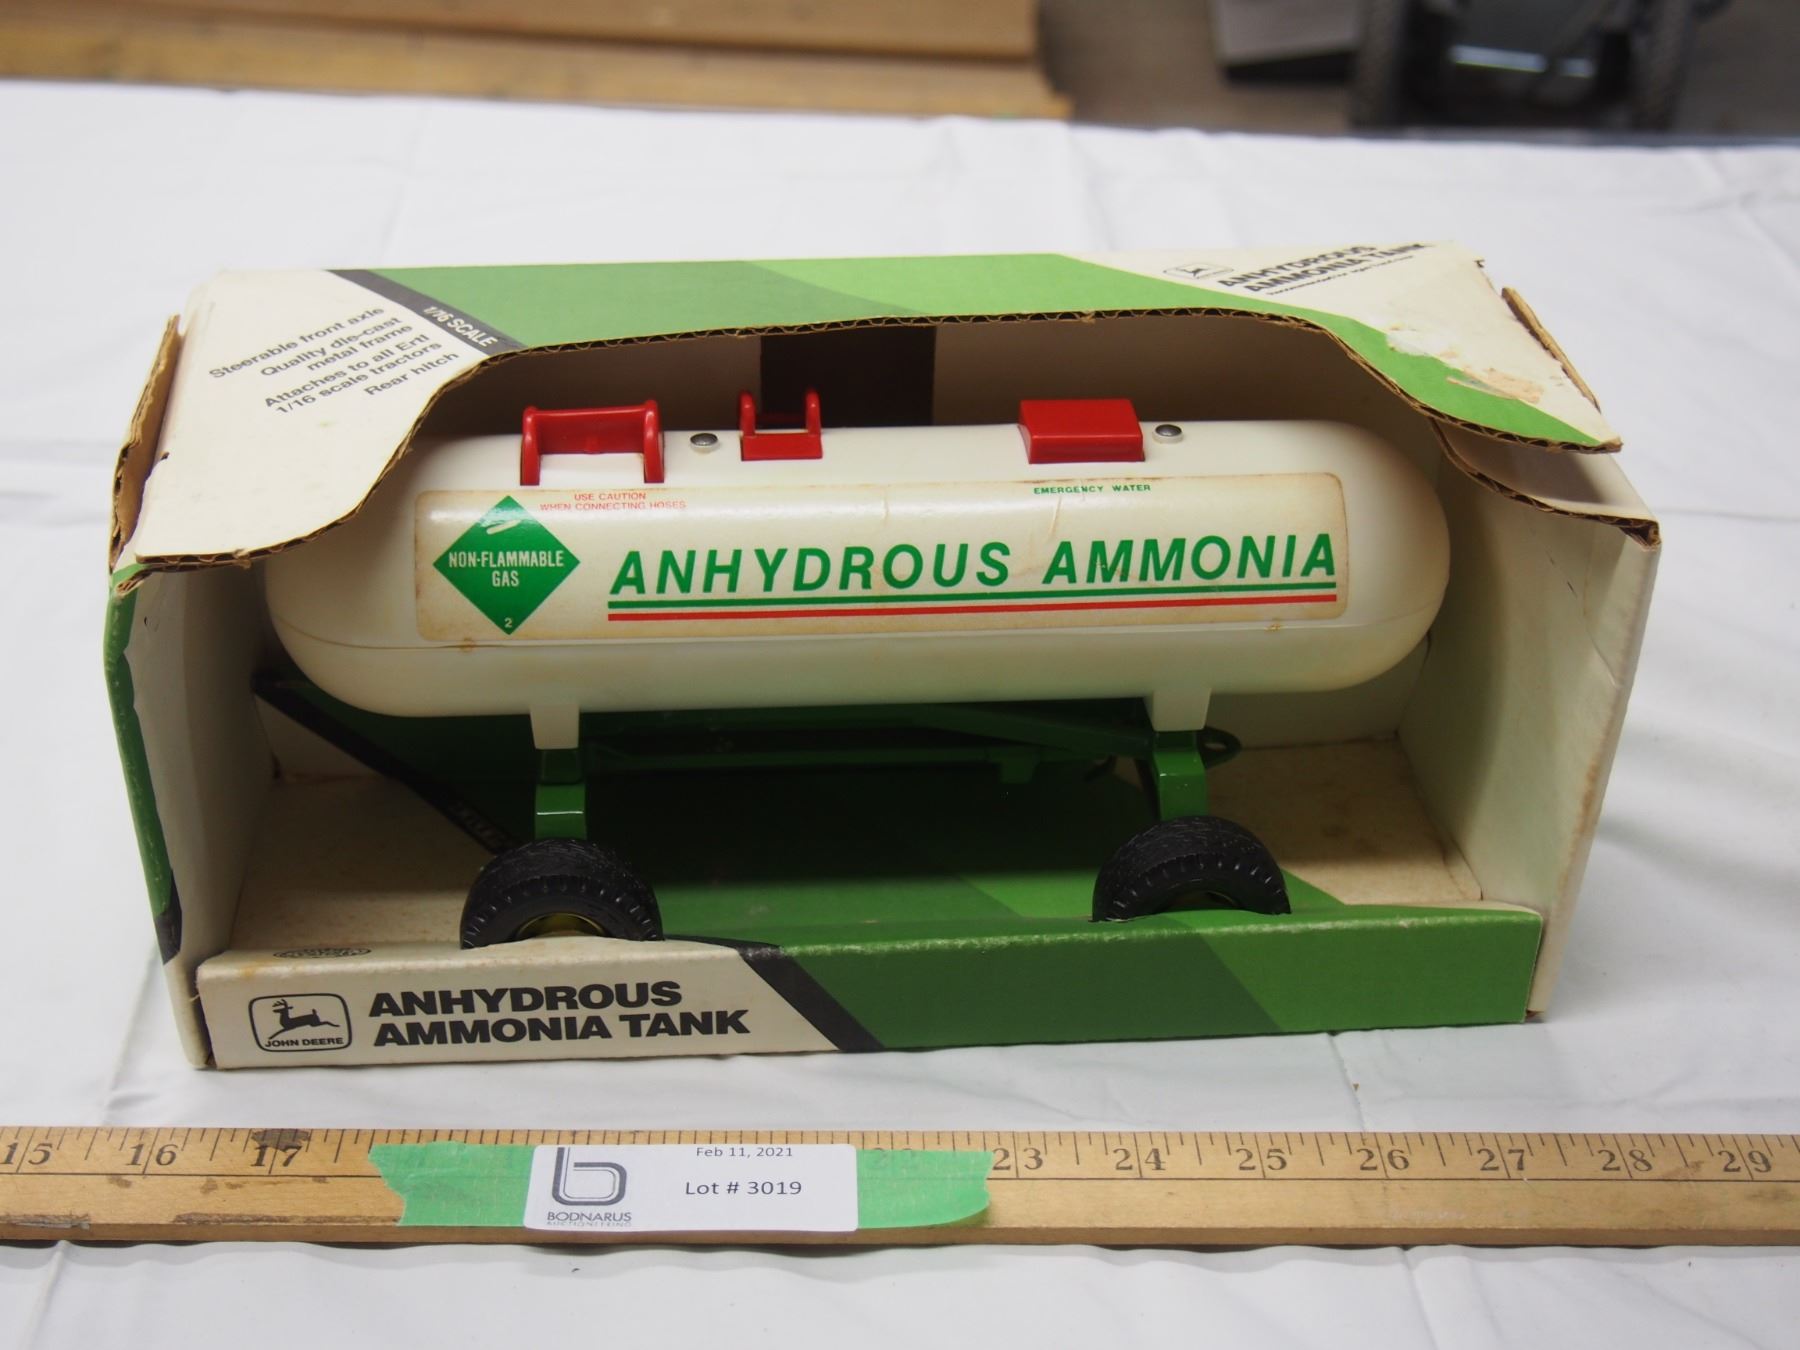 Steerable front axle
Quality die-cast
metal frame
Attaches to all Ertl
1/16 scale tractors
Rear hitch
1/16 SCALE
ANHYDROUS
AMMONIA TANK
USE CAUTION
WHEN CONNECTING HOSES
EMERGENCY WATER
NON-FLAMMABLE
GAS
2
ANHYDROUS AMMONIA
JOHN DEERE
ANHYDROUS
AMMONIA TANK
15 16 17 23 24 25 26 27 28 29
Feb 11, 2021
Lot # 3019
b
BODNARUS
AUCTIONEERING